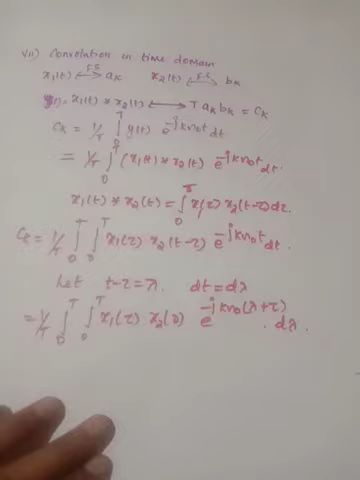 vii) Convolution in time domain
x₁(t) ⟷ F.S aₖ x₂(t) ⟷ F.S bₖ
y(t) = x₁(t) * x₂(t) ⟷ T aₖ bₖ = Cₖ
Cₖ = 1/T ∫₀ᵀ y(t) e^{-jkω₀t} dt
= 1/T ∫₀ᵀ (x₁(t) * x₂(t) e^{-jkω₀t} dt.
x₁(t) * x₂(t) = ∫₀ᵀ x(τ) x₂(t-τ) dτ.
Cₖ = 1/T ∫₀ᵀ ∫₀ᵀ x₁(τ) x₂(t-τ) e^{-jkω₀t} dt.
Let t-τ = λ. dt = dλ
= 1/T ∫₀ᵀ ∫₀ᵀ x₁(τ) x₂(λ) e^{-jkω₀(λ+τ)} . dλ.